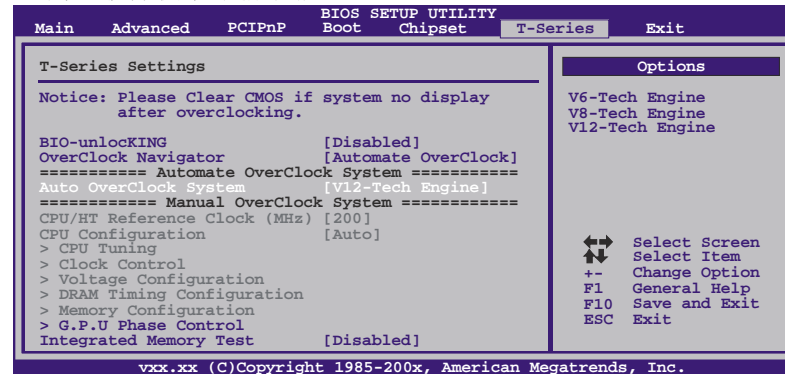 BIOS SETUP UTILITY
Main Advanced PCIPnP Boot Chipset T-Series Exit
T-Series Settings
Notice: Please Clear CMOS if system no display
after overclocking.
BIO-unlocKING [Disabled]
OverClock Navigator [Automate OverClock]
=========== Automate OverClock System ===========
Auto OverClock System [V12-Tech Engine]
============ Manual OverClock System ============
CPU/HT Reference Clock (MHz) [200]
CPU Configuration [Auto]
> CPU Tuning
> Clock Control
> Voltage Configuration
> DRAM Timing Configuration
> Memory Configuration
> G.P.U Phase Control
Integrated Memory Test [Disabled]
Options
V6-Tech Engine
V8-Tech Engine
V12-Tech Engine
Select Screen
Select Item
+- Change Option
F1 General Help
F10 Save and Exit
ESC Exit
vxx.xx (C)Copyright 1985-200x, American Megatrends, Inc.